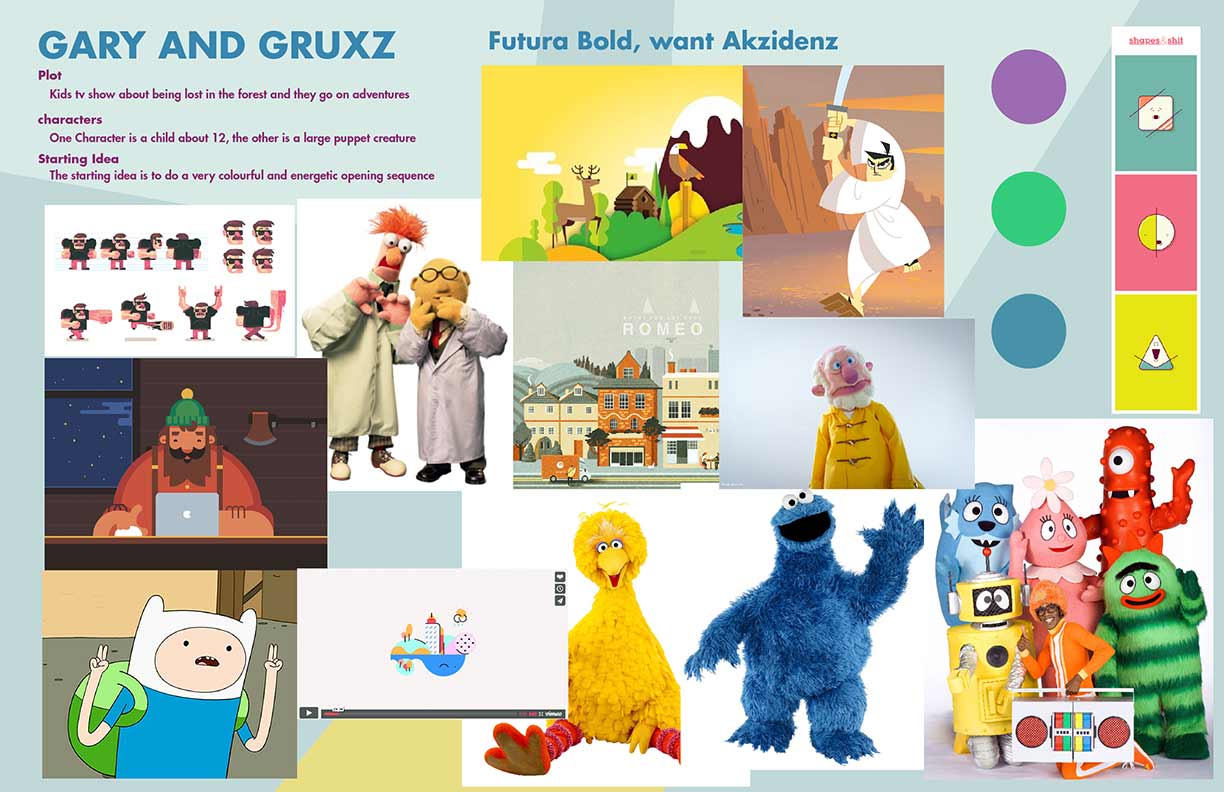 GARY AND GRUXZ
Plot
Kids tv show about being lost in the forest and they go on adventures
characters
One Character is a child about 12, the other is a large puppet creature
Starting Idea
The starting idea is to do a very colourful and energetic opening sequence
Futura Bold, want Akzidenz
shapes&shit
ROMEO
vimeo